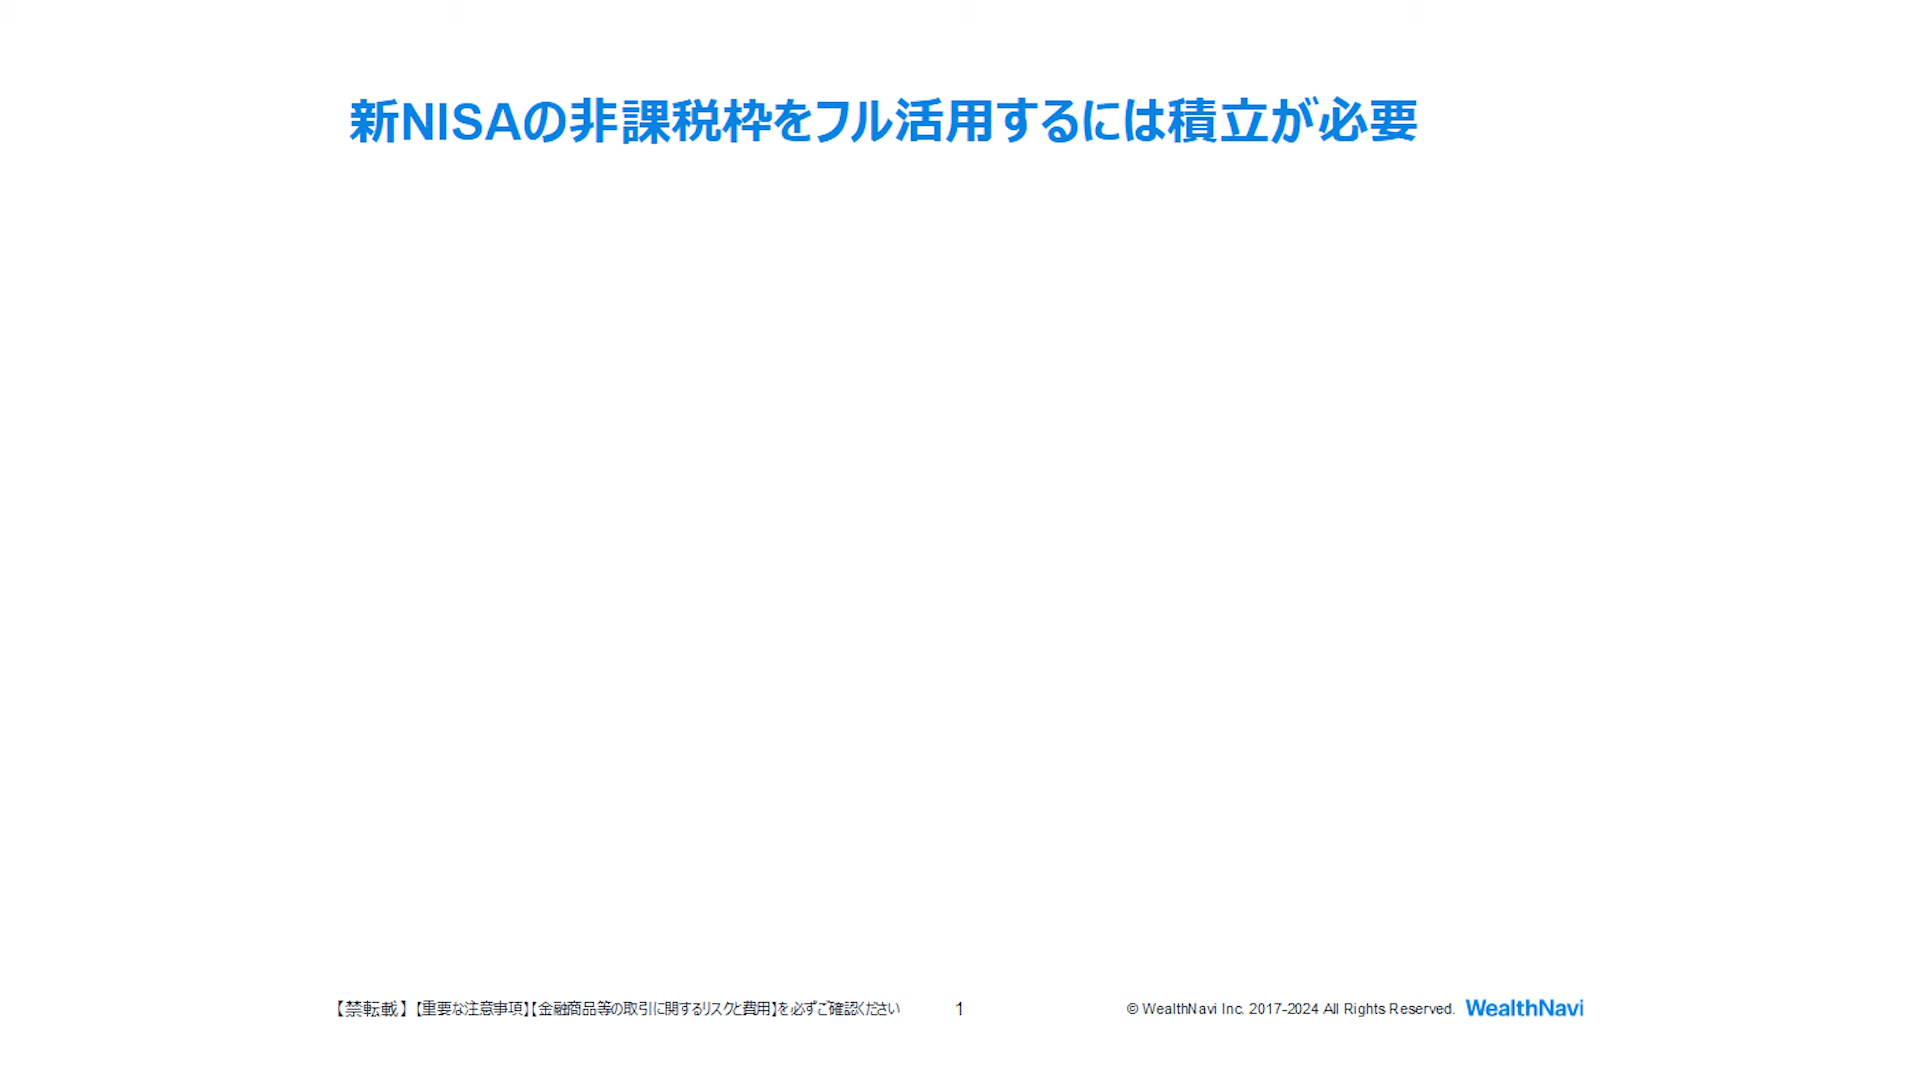 新NISAの非課税枠をフル活用するには積立が必要
【禁転載】【重要な注意事項】【金融商品等の取引に関するリスクと費用】を必ずご確認ください
1
© WealthNavi Inc. 2017-2024 All Rights Reserved. WealthNavi